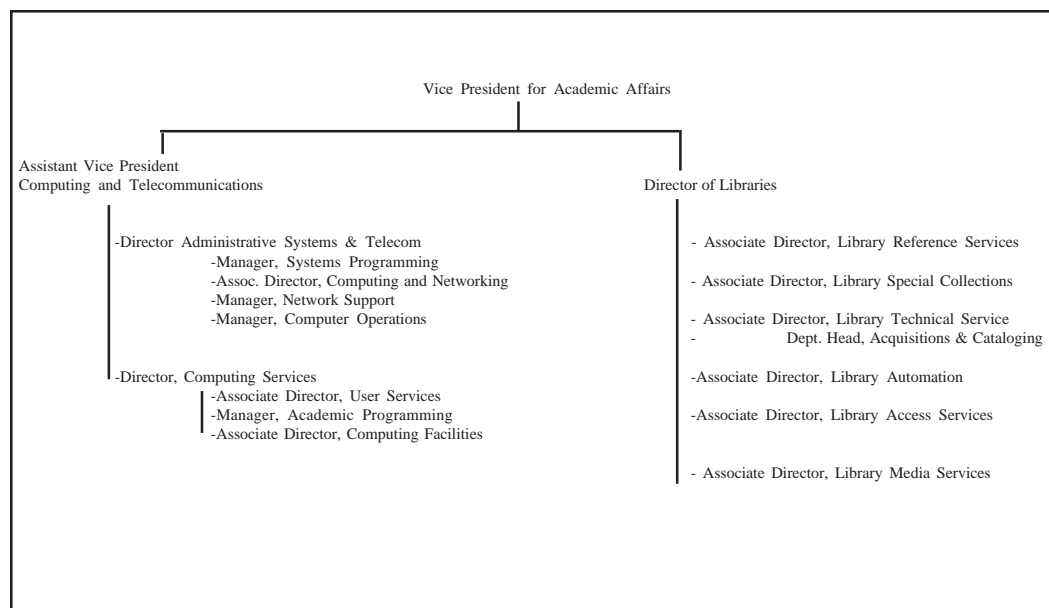 Vice President for Academic Affairs
Assistant Vice President
Computing and Telecommunications
-Director Administrative Systems & Telecom
-Manager, Systems Programming
-Assoc. Director, Computing and Networking
-Manager, Network Support
-Manager, Computer Operations
-Director, Computing Services
-Associate Director, User Services
-Manager, Academic Programming
-Associate Director, Computing Facilities
Director of Libraries
- Associate Director, Library Reference Services
- Associate Director, Library Special Collections
- Associate Director, Library Technical Service
- Dept. Head, Acquisitions & Cataloging
-Associate Director, Library Automation
-Associate Director, Library Access Services
- Associate Director, Library Media Services